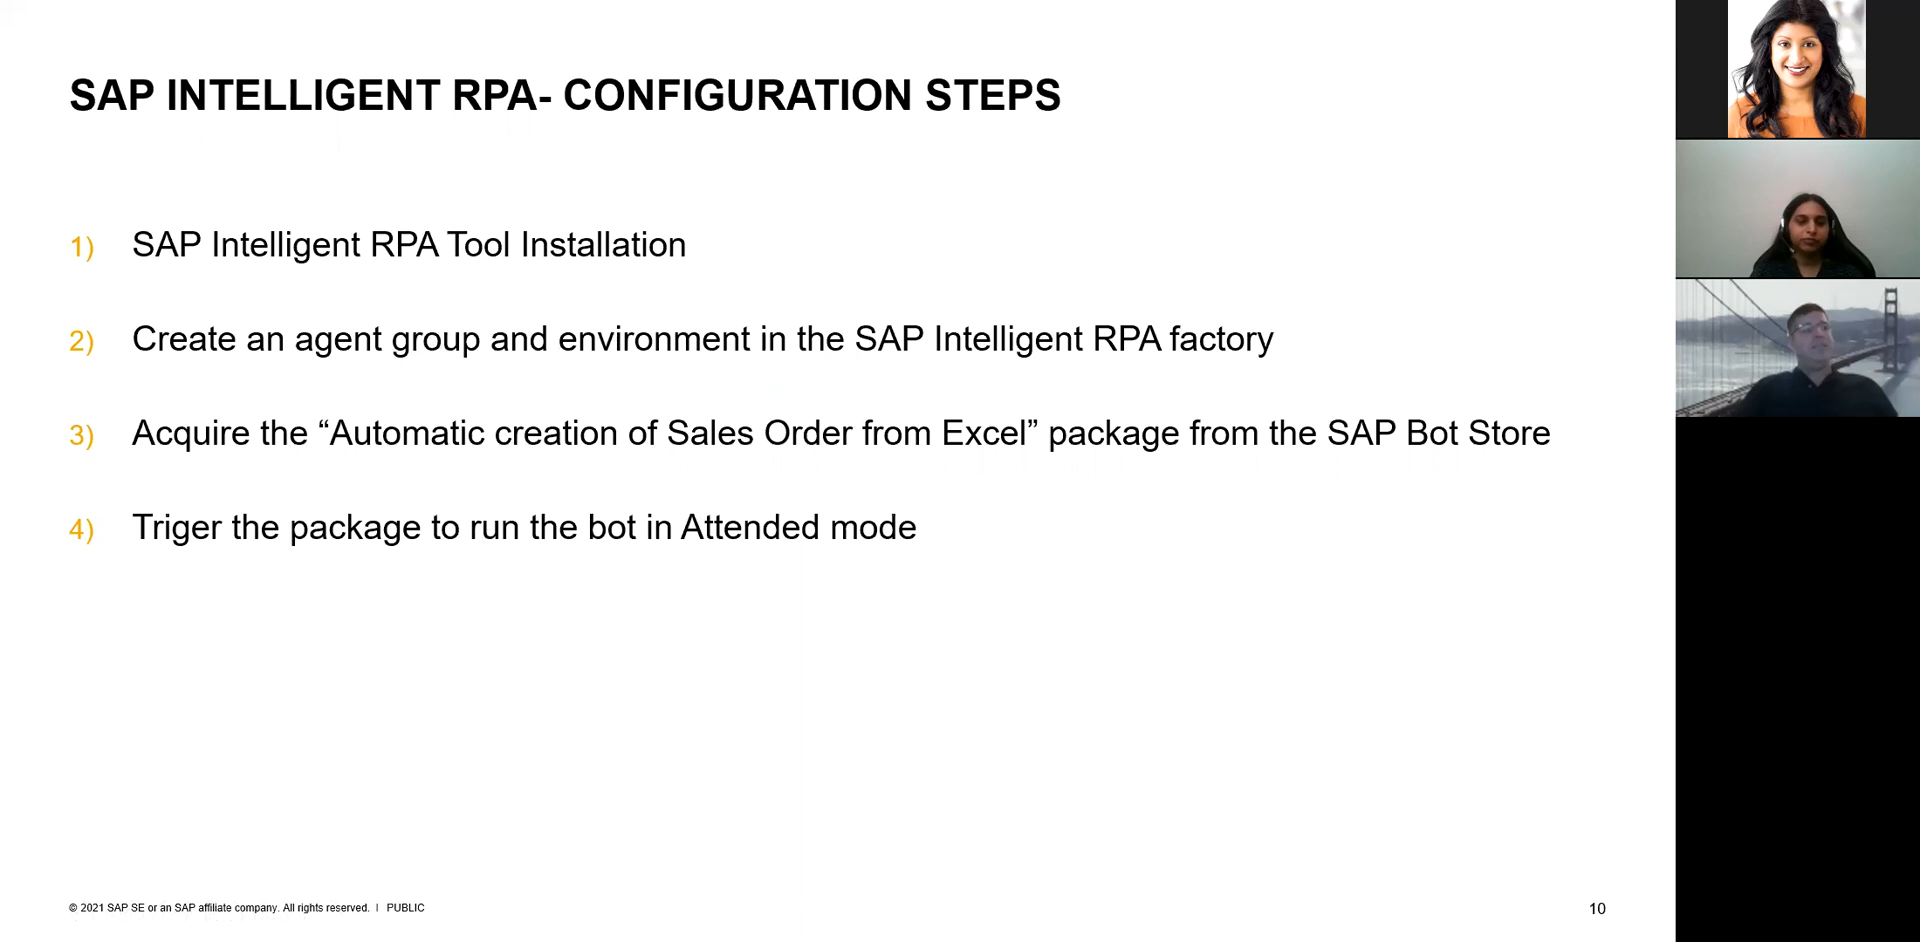 SAP INTELLIGENT RPA- CONFIGURATION STEPS
1) SAP Intelligent RPA Tool Installation
2) Create an agent group and environment in the SAP Intelligent RPA factory
3) Acquire the “Automatic creation of Sales Order from Excel” package from the SAP Bot Store
4) Triger the package to run the bot in Attended mode
© 2021 SAP SE or an SAP affiliate company. All rights reserved. | PUBLIC
10